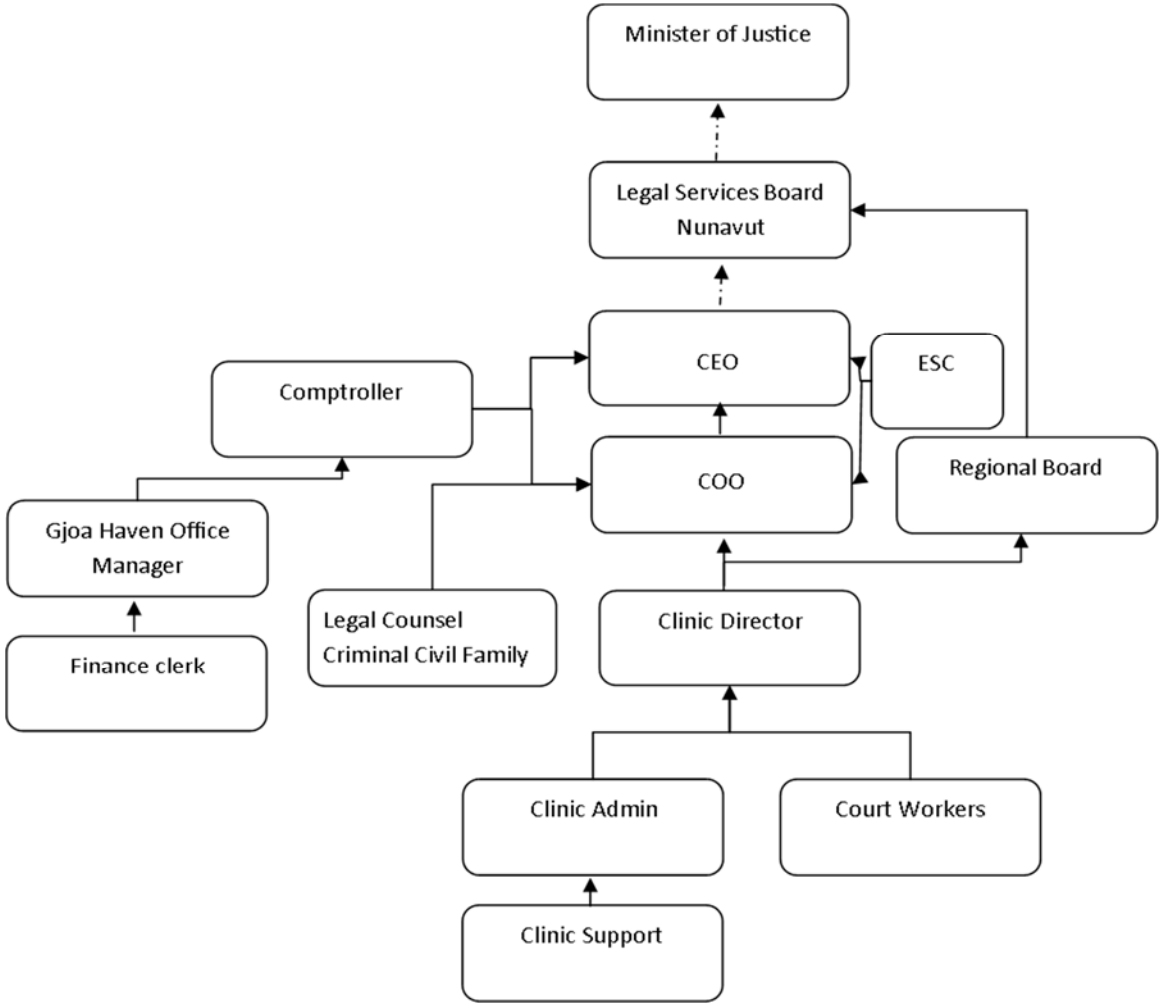 Minister of Justice
Legal Services Board
Nunavut
CEO
ESC
Comptroller
COO
Regional Board
Gjoa Haven Office
Manager
Legal Counsel
Criminal Civil Family
Clinic Director
Finance clerk
Clinic Admin
Court Workers
Clinic Support